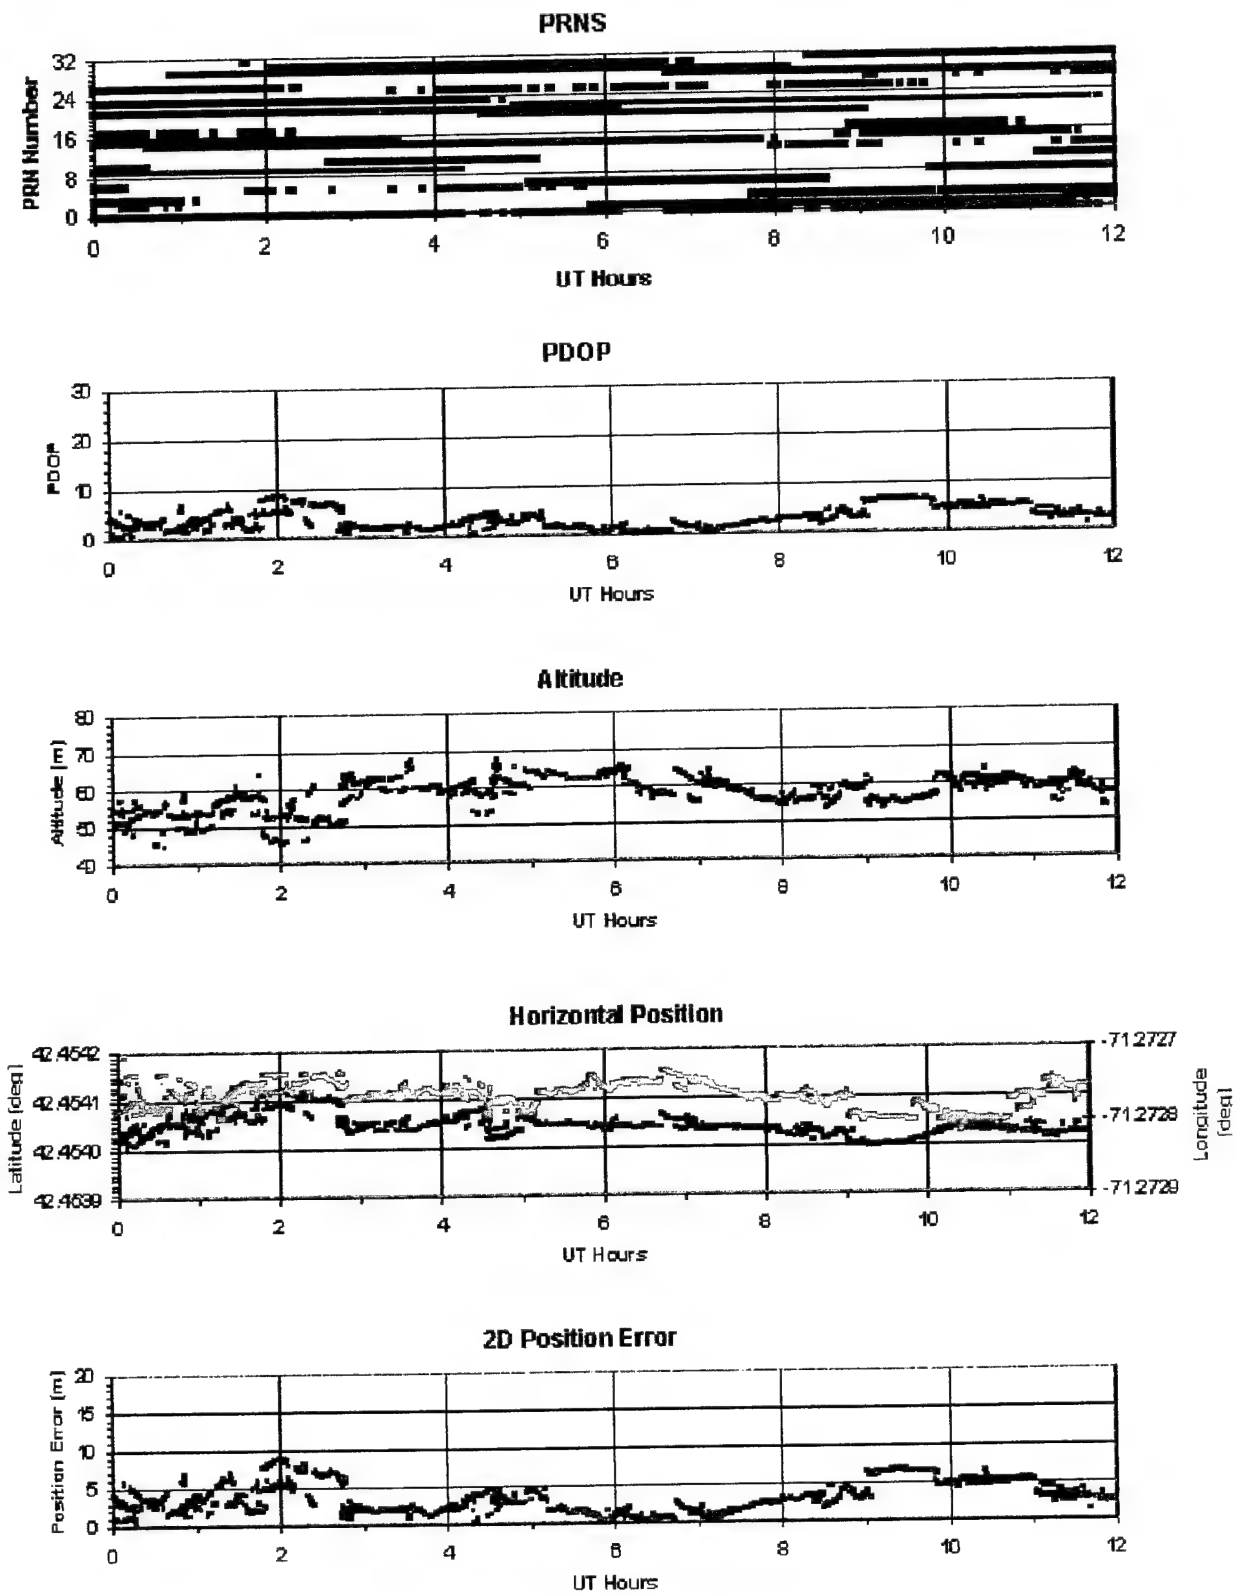 PRNS
PRN Number
32
24
16
8
0
0 2 4 6 8 10 12
UT Hours
PDOP
PDOP
30
20
10
0
0 2 4 6 8 10 12
UT Hours
Altitude
Altitude [m]
80
70
60
50
40
0 2 4 6 8 10 12
UT Hours
Horizontal Position
Latitude [deg]
42.4542
42.4541
42.4540
42.4539
-71.2727
-71.2728
-71.2729
Longitude
[deg]
0 2 4 6 8 10 12
UT Hours
2D Position Error
Position Error [m]
20
15
10
5
0
0 2 4 6 8 10 12
UT Hours